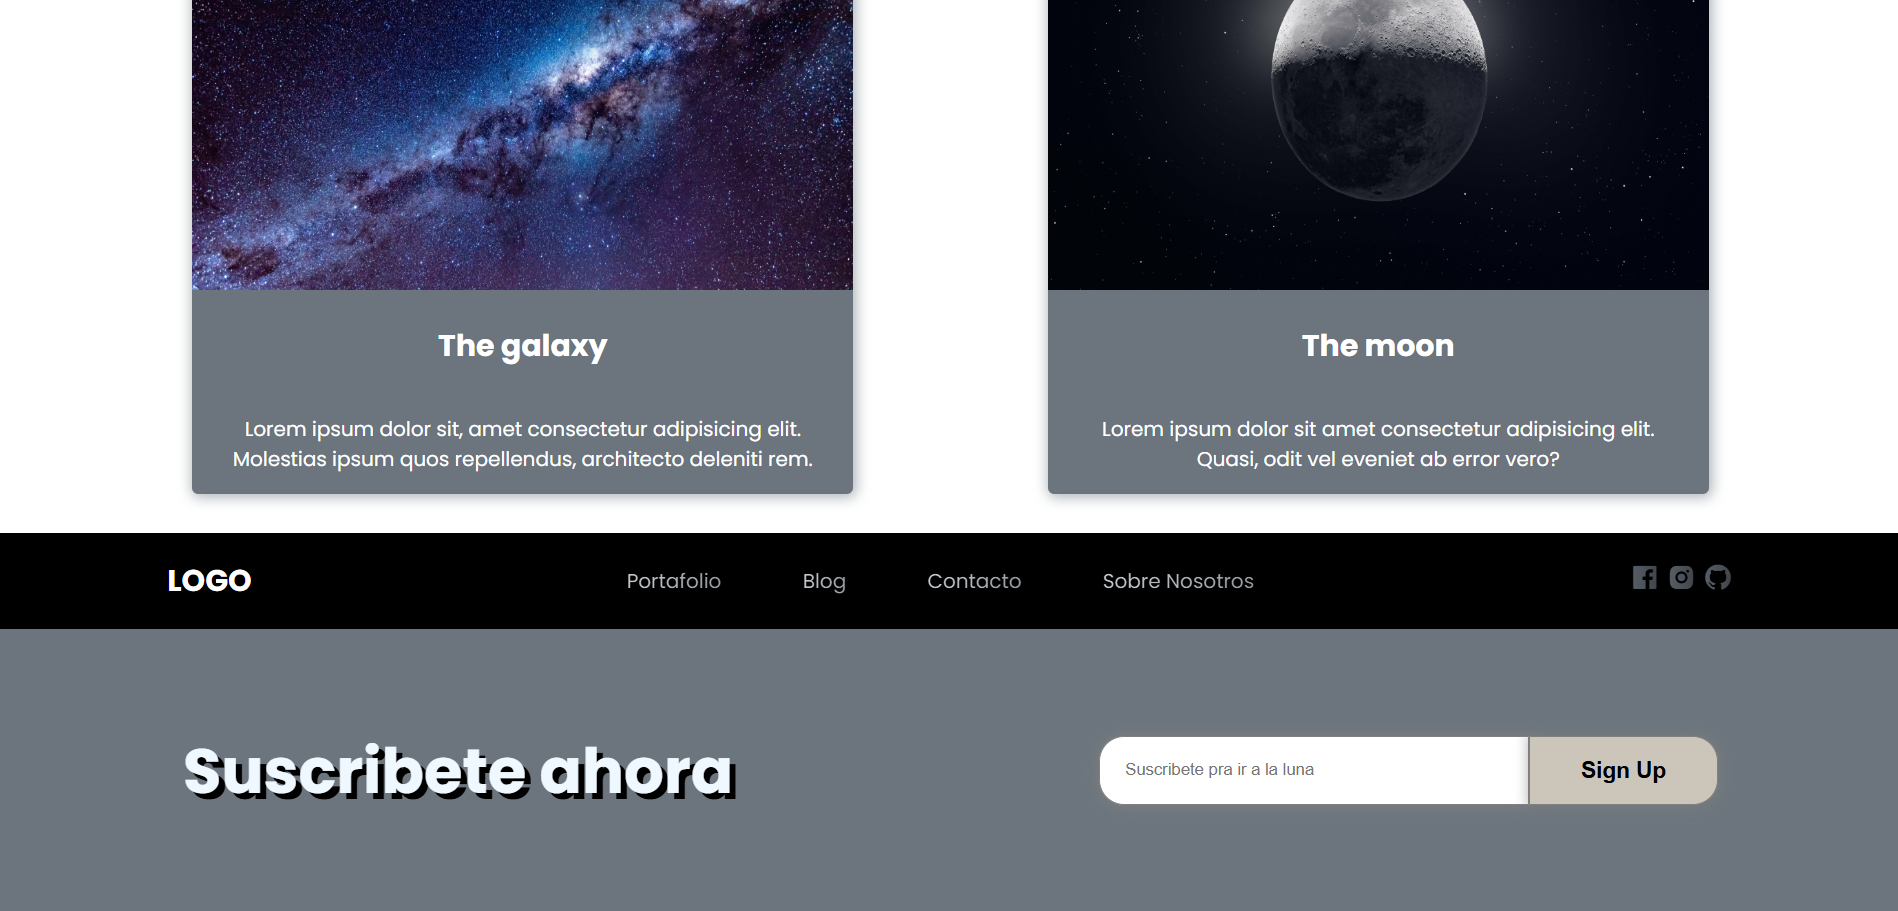 The galaxy
Lorem ipsum dolor sit, amet consectetur adipisicing elit.
Molestias ipsum quos repellendus, architecto deleniti rem.
The moon
Lorem ipsum dolor sit amet consectetur adipisicing elit.
Quasi, odit vel eveniet ab error vero?
LOGO
Portafolio
Blog
Contacto
Sobre Nosotros
Suscribete ahora
Suscribete pra ir a la luna
Sign Up